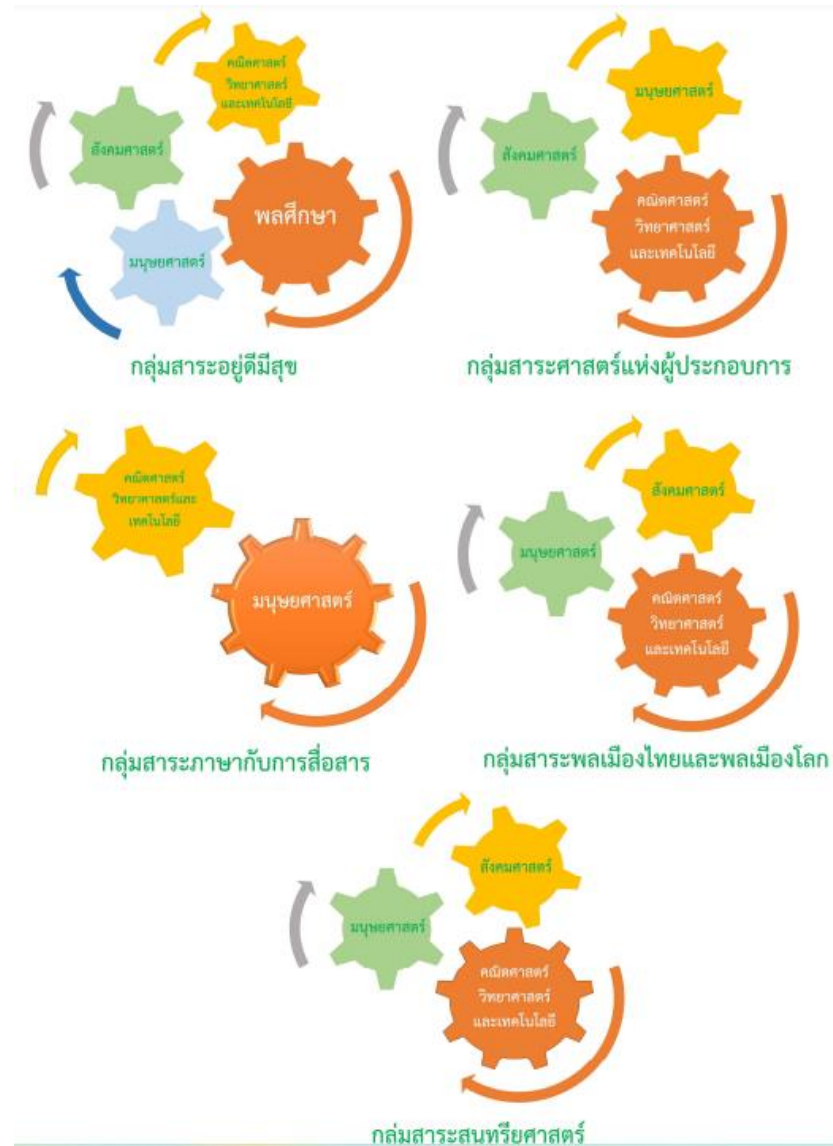 คณิตศาสตร์
วิทยาศาสตร์
และเทคโนโลยี
สังคมศาสตร์
พลศึกษา
มนุษยศาสตร์
กลุ่มสาระอยู่ดีมีสุข
มนุษยศาสตร์
สังคมศาสตร์
คณิตศาสตร์
วิทยาศาสตร์
และเทคโนโลยี
กลุ่มสาระศาสตร์แห่งผู้ประกอบการ
คณิตศาสตร์
วิทยาศาสตร์และ
เทคโนโลยี
มนุษยศาสตร์
กลุ่มสาระภาษากับการสื่อสาร
สังคมศาสตร์
มนุษยศาสตร์
คณิตศาสตร์
วิทยาศาสตร์
และเทคโนโลยี
กลุ่มสาระพลเมืองไทยและพลเมืองโลก
สังคมศาสตร์
มนุษยศาสตร์
คณิตศาสตร์
วิทยาศาสตร์
และเทคโนโลยี
กลุ่มสาระสุนทรียศาสตร์